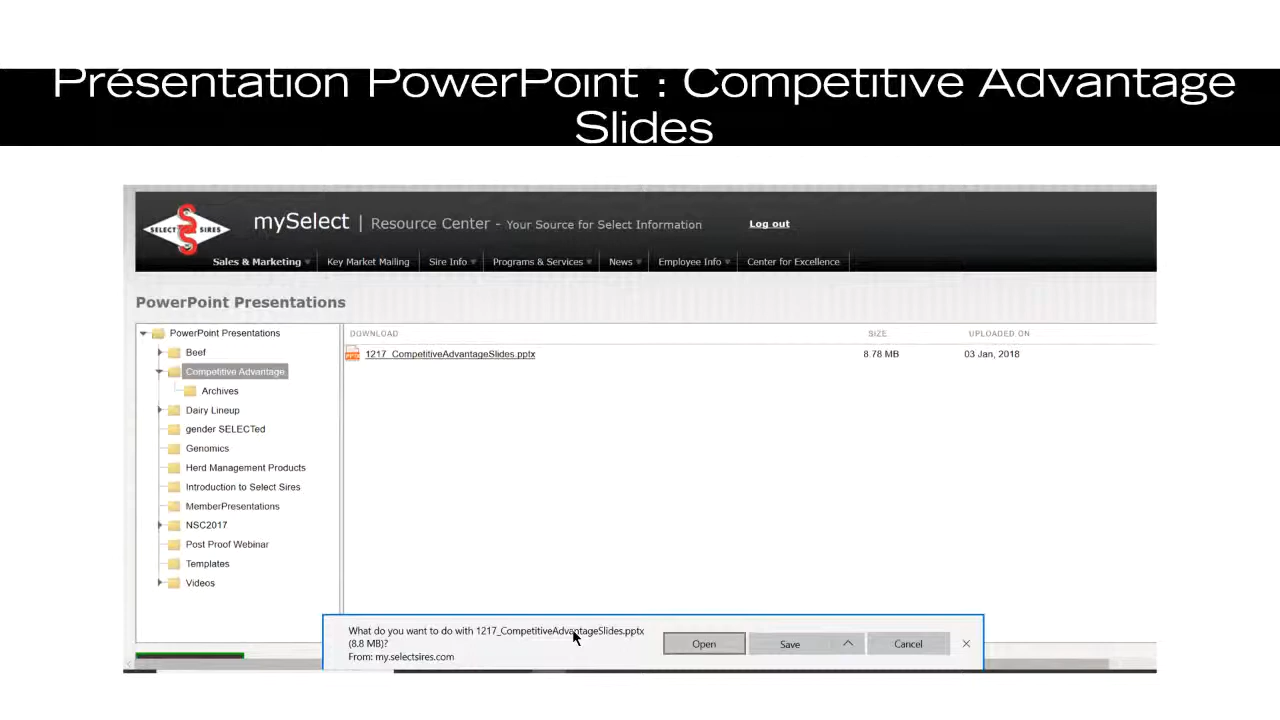 Présentation PowerPoint : Competitive Advantage
Slides
SELECT SIRES
mySelect | Resource Center - Your Source for Select Information
Log out
Sales & Marketing
Key Market Mailing
Sire Info
Programs & Services
News
Employee Info
Center for Excellence
PowerPoint Presentations
PowerPoint Presentations
Beef
Competitive Advantage
Archives
Dairy Lineup
gender SELECTed
Genomics
Herd Management Products
Introduction to Select Sires
MemberPresentations
NSC2017
Post Proof Webinar
Templates
Videos
DOWNLOAD SIZE UPLOADED ON
1217_CompetitiveAdvantageSlides.pptx 8.78 MB 03 Jan, 2018
What do you want to do with 1217_CompetitiveAdvantageSlides.pptx
(8.8 MB)?
From: my.selectsires.com
Open
Save
Cancel